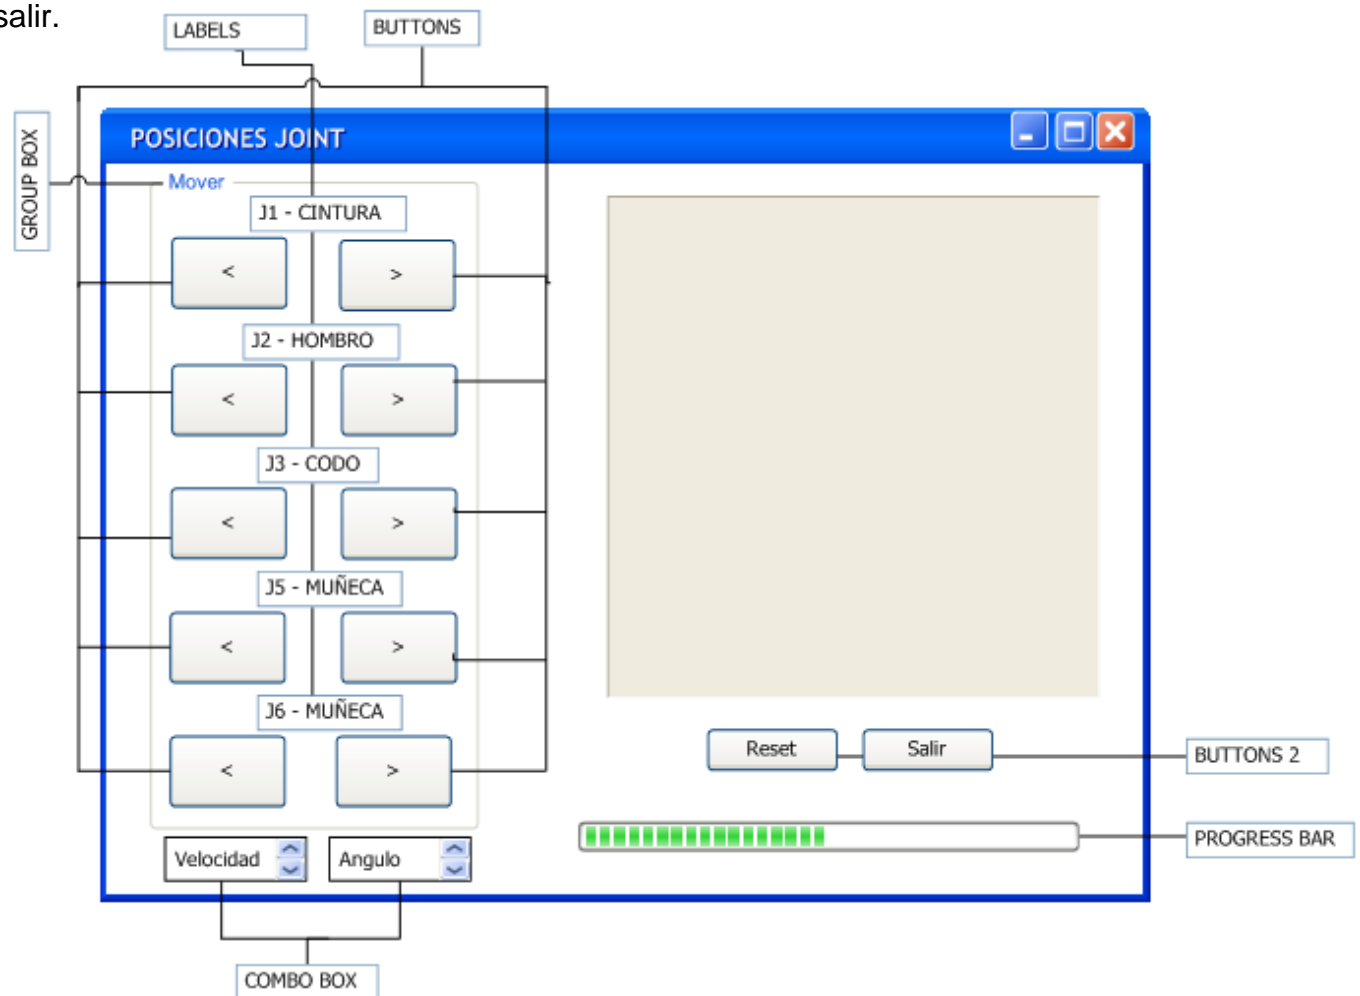 salir.
LABELS
BUTTONS
GROUP BOX
POSICIONES JOINT
Mover
J1 - CINTURA
< >
J2 - HOMBRO
< >
J3 - CODO
< >
J5 - MUÑECA
< >
J6 - MUÑECA
< >
Reset Salir
BUTTONS 2
PROGRESS BAR
Velocidad Angulo
COMBO BOX